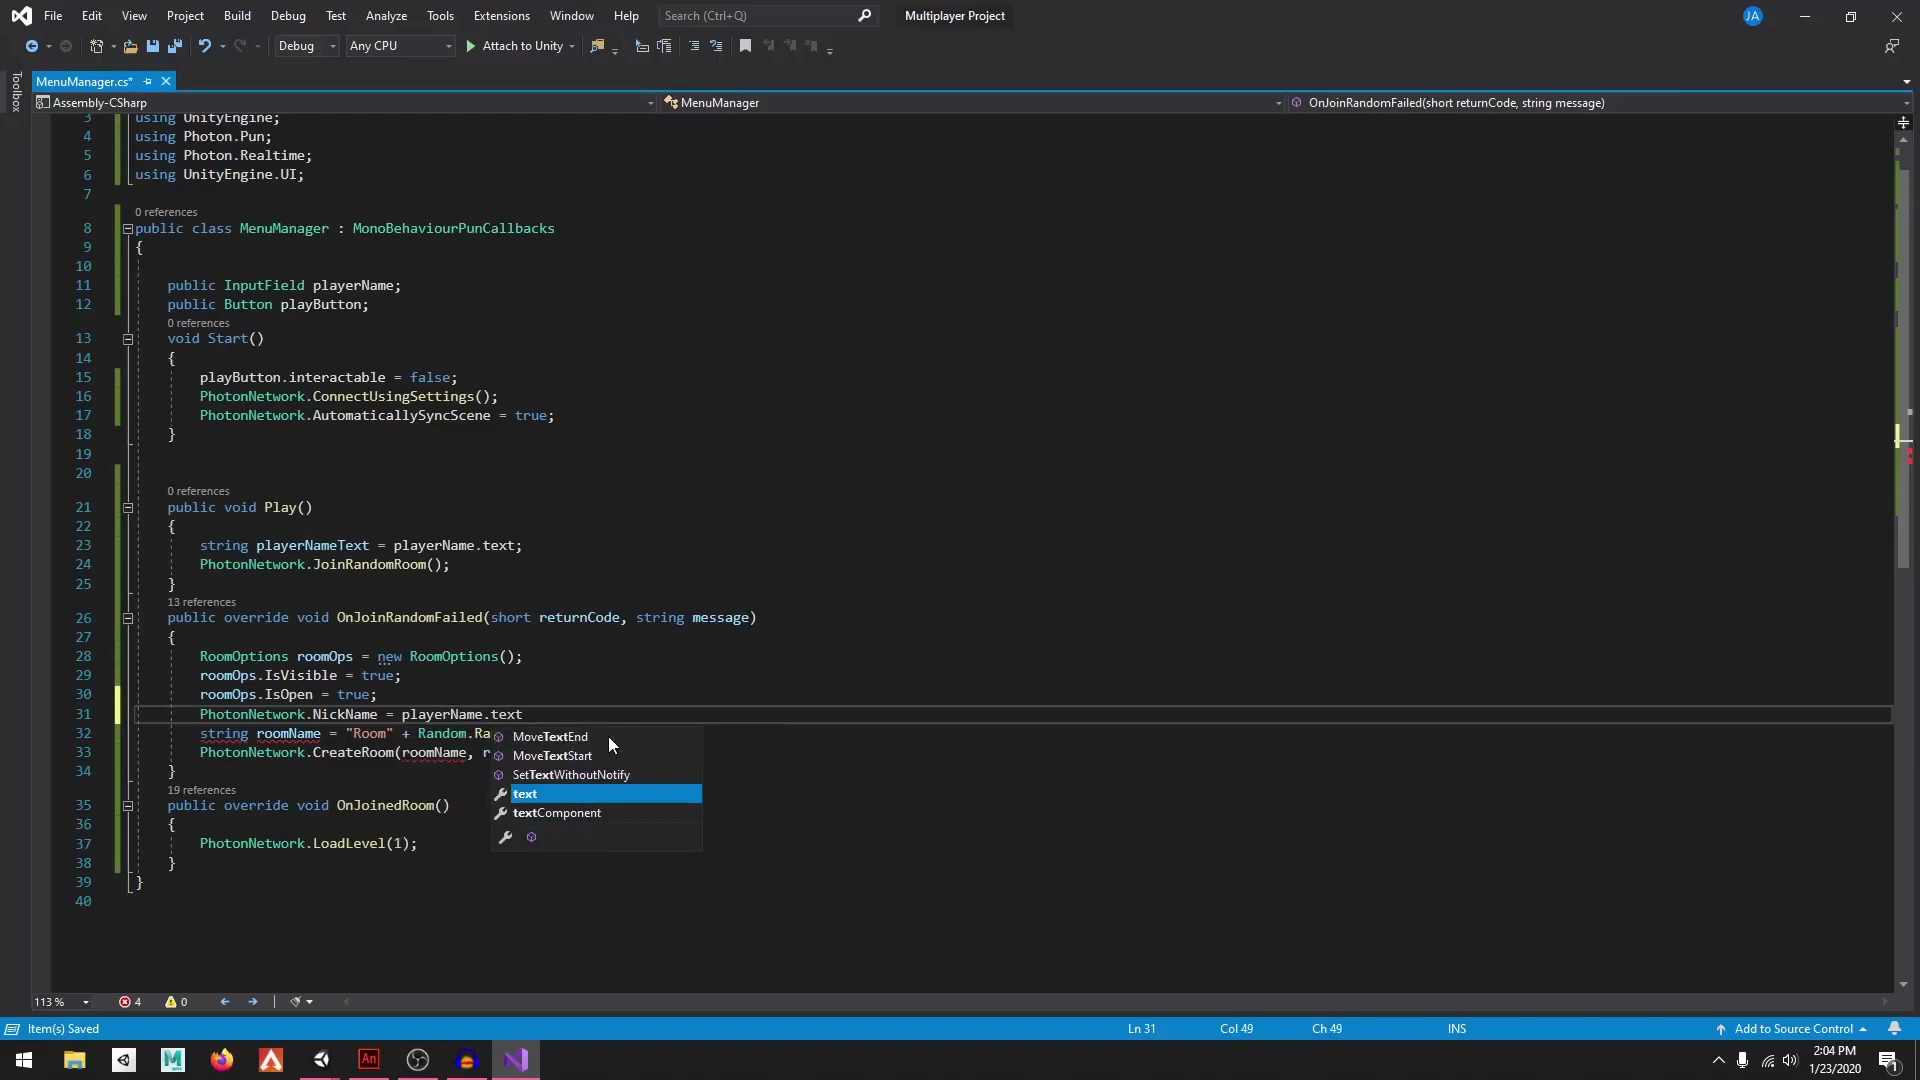 File Edit View Project Build Debug Test Analyze Tools Extensions Window Help Search (Ctrl+Q) Multiplayer Project JA
Debug Any CPU Attach to Unity
Toolbox
MenuManager.cs*
Assembly-CSharp MenuManager OnJoinRandomFailed(short returnCode, string message)
3 using UnityEngine;
4 using Photon.Pun;
5 using Photon.Realtime;
6 using UnityEngine.UI;
7
0 references
8 public class MenuManager : MonoBehaviourPunCallbacks
9 {
10
11 public InputField playerName;
12 public Button playButton;
0 references
13 void Start()
14 {
15 playButton.interactable = false;
16 PhotonNetwork.ConnectUsingSettings();
17 PhotonNetwork.AutomaticallySyncScene = true;
18 }
19
20
0 references
21 public void Play()
22 {
23 string playerNameText = playerName.text;
24 PhotonNetwork.JoinRandomRoom();
25 }
13 references
26 public override void OnJoinRandomFailed(short returnCode, string message)
27 {
28 RoomOptions roomOps = new RoomOptions();
29 roomOps.IsVisible = true;
30 roomOps.IsOpen = true;
31 PhotonNetwork.NickName = playerName.text
32 string roomName = "Room" + Random.Ra
MoveTextEnd
33 PhotonNetwork.CreateRoom(roomName, r
MoveTextStart
34 }
SetTextWithoutNotify
19 references
text
35 public override void OnJoinedRoom()
textComponent
36 {
37 PhotonNetwork.LoadLevel(1);
38 }
39 }
40
113 % 4 0
Item(s) Saved Ln 31 Col 49 Ch 49 INS Add to Source Control
An 2:04 PM
1/23/2020
1